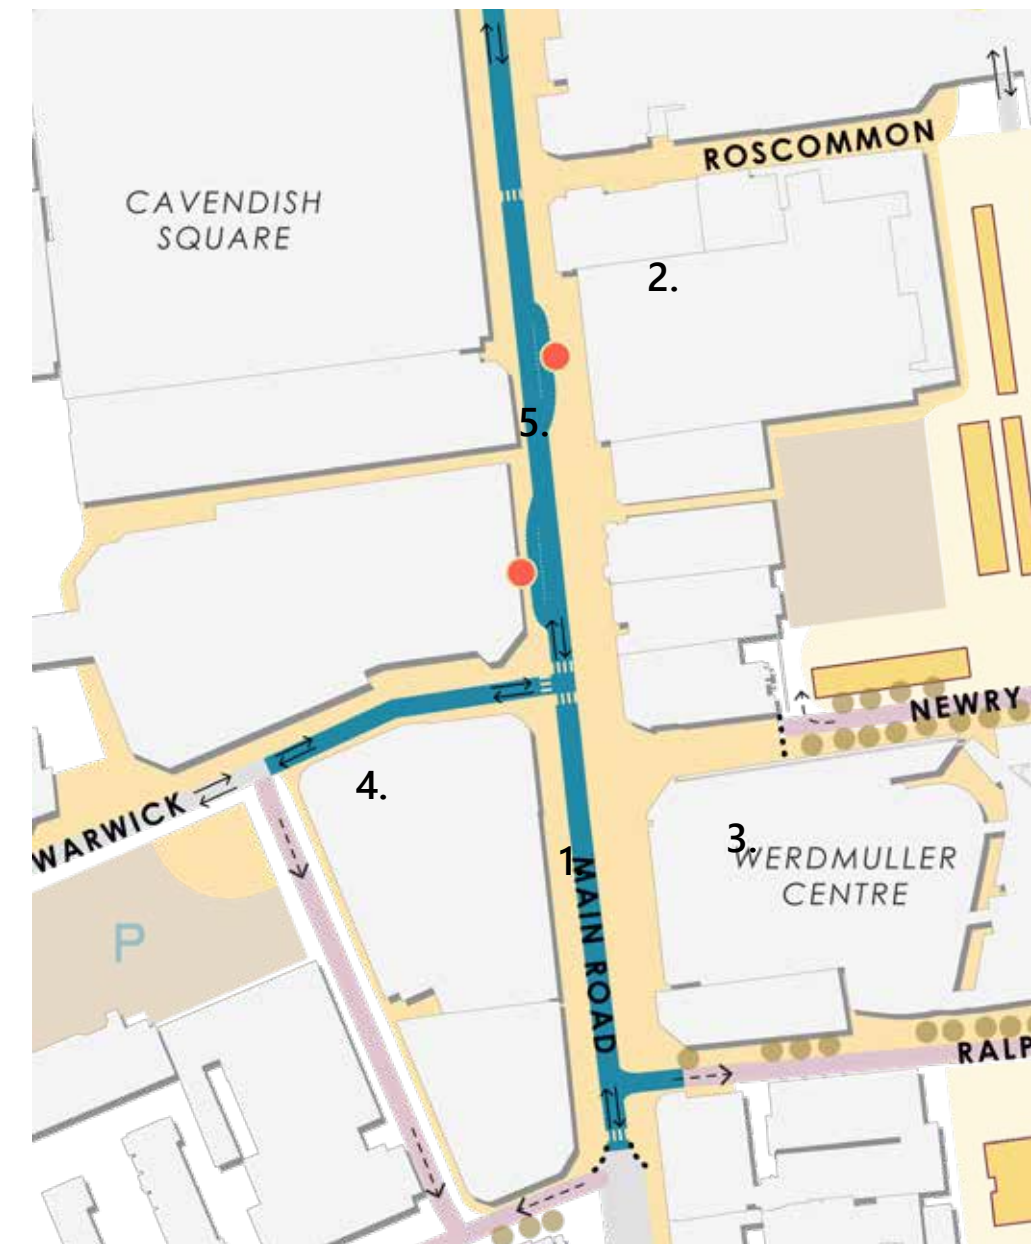 ROSCOMMON
CAVENDISH
SQUARE
2.
5.
NEWRY
4.
WARWICK
1.
3.
WERDMULLER
CENTRE
MAIN ROAD
P
RALP